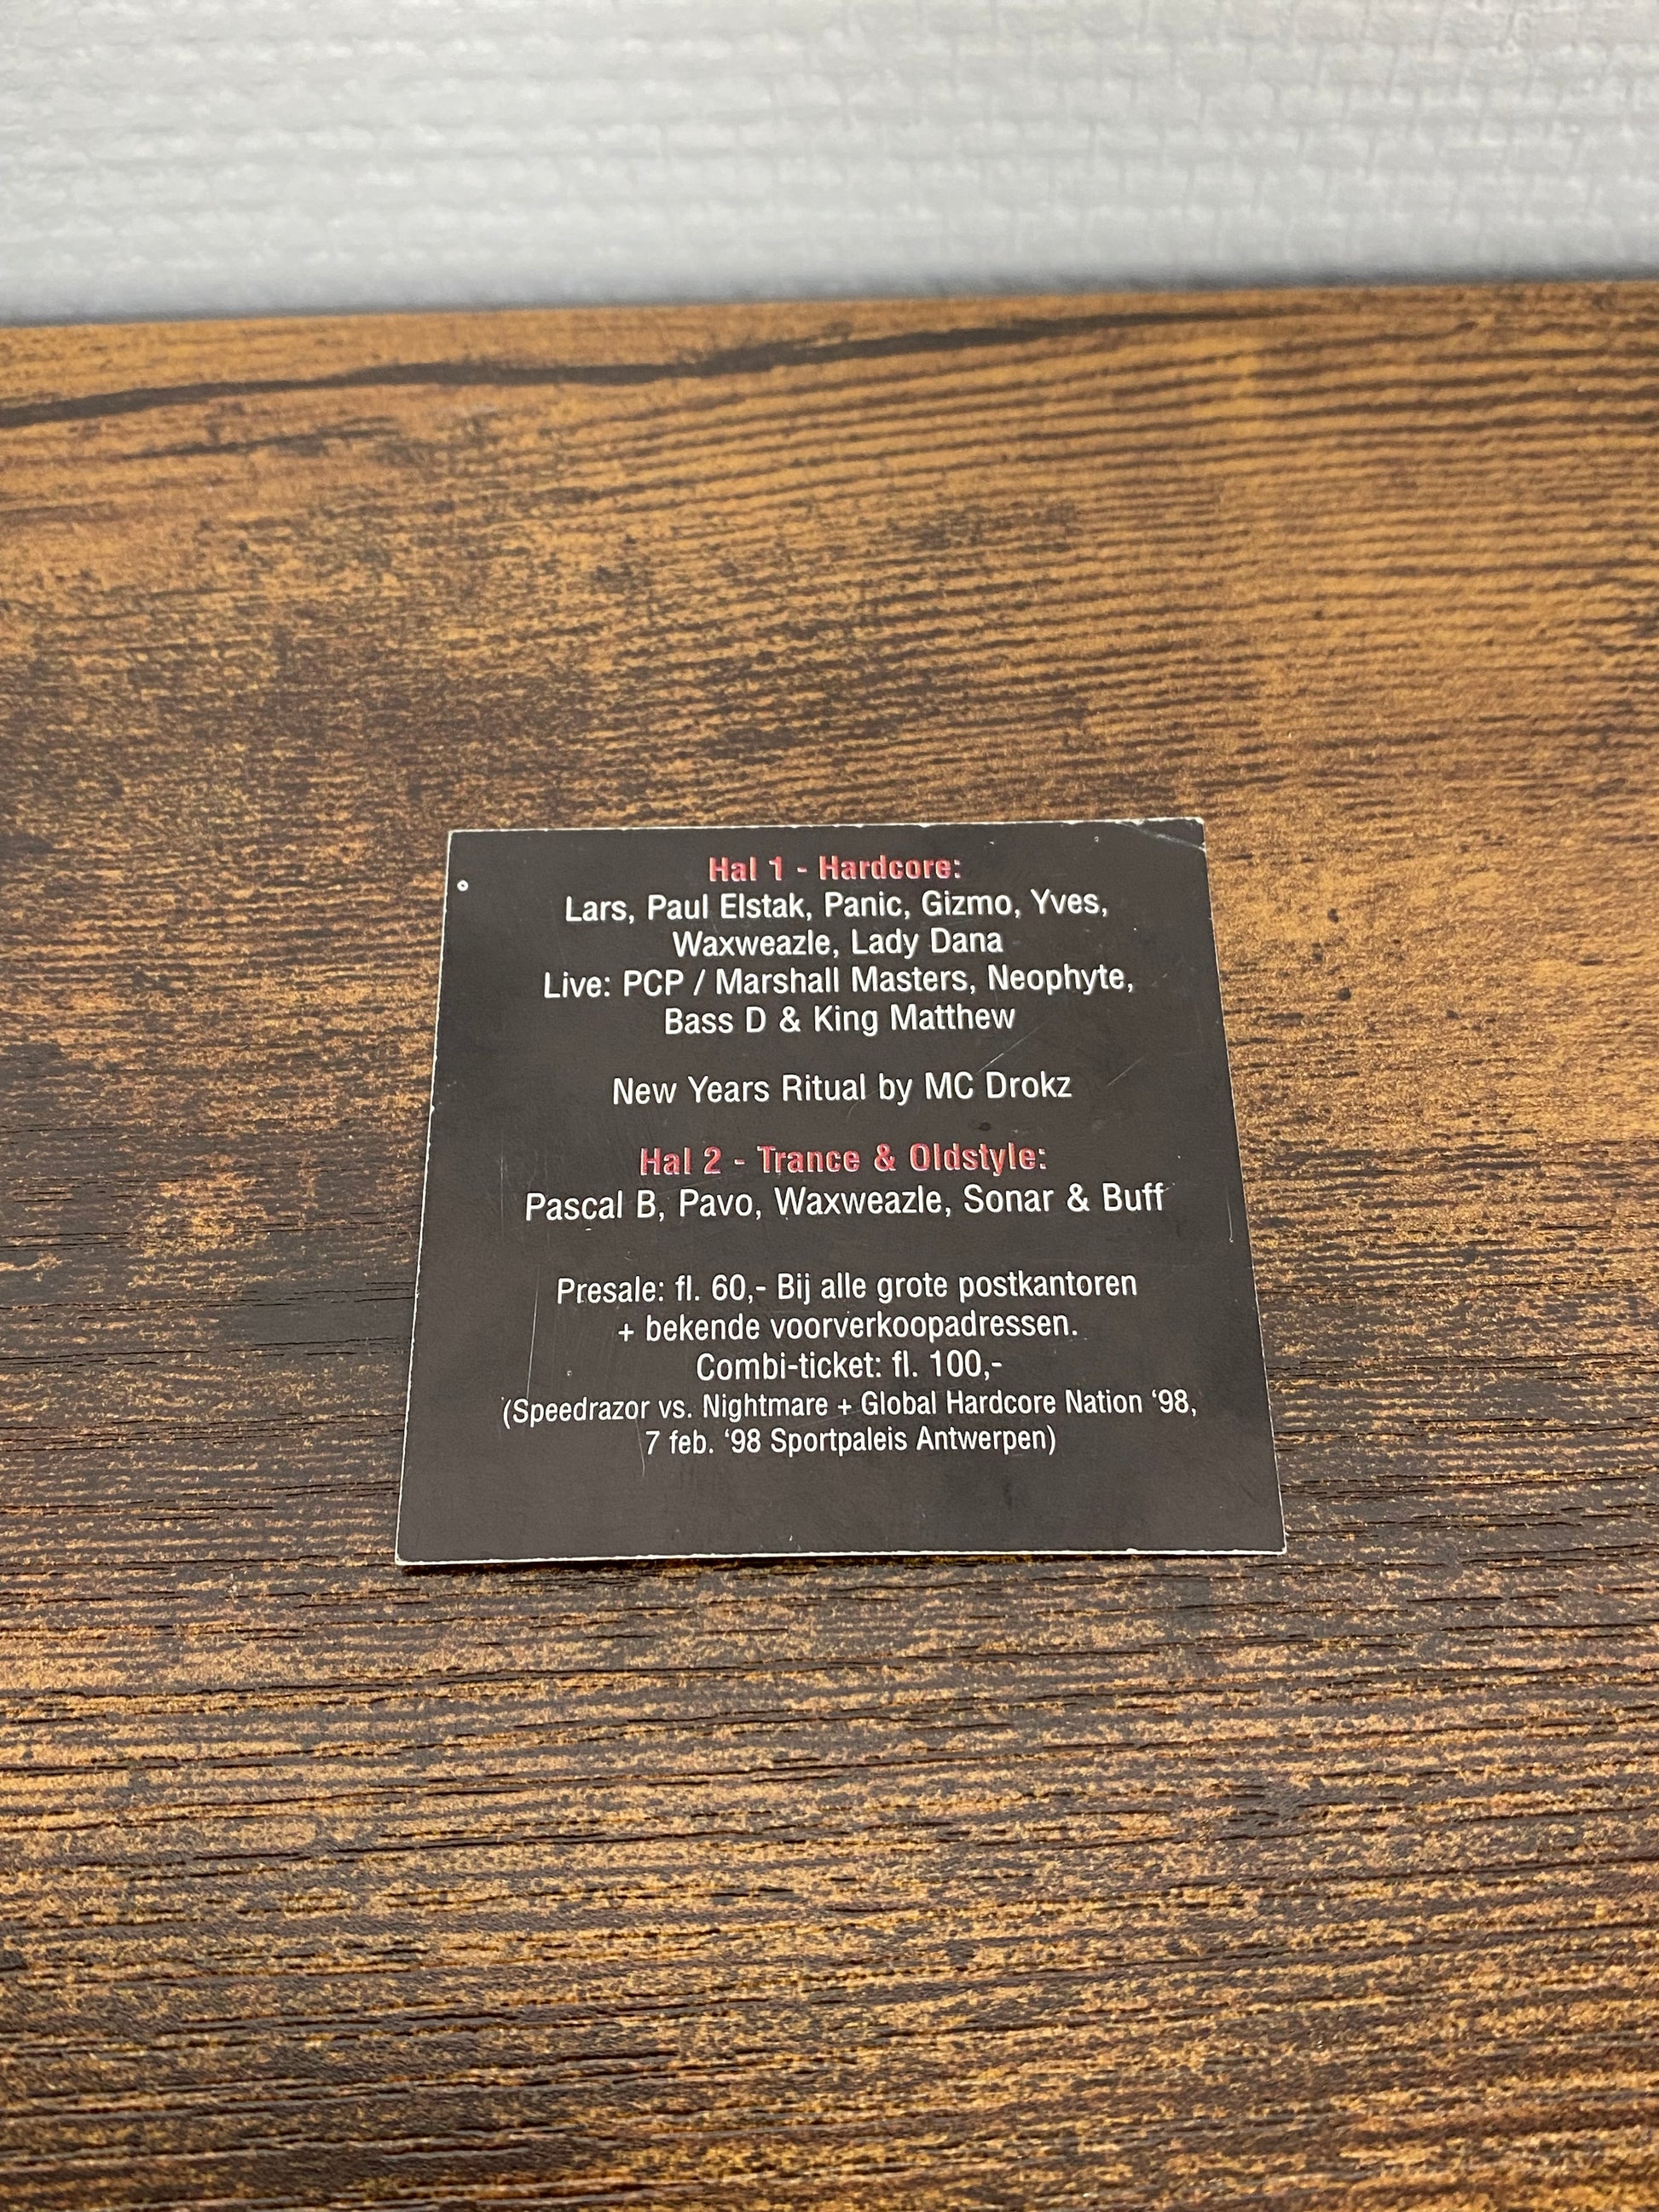 Hal 1 - Hardcore:
Lars, Paul Elstak, Panic, Gizmo, Yves,
Waxweazle, Lady Dana
Live: PCP / Marshall Masters, Neophyte,
Bass D & King Matthew
New Years Ritual by MC Drokz
Hal 2 - Trance & Oldstyle:
Pascal B, Pavo, Waxweazle, Sonar & Buff
Presale: fl. 60,- Bij alle grote postkantoren
+ bekende voorverkoopadressen.
Combi-ticket: fl. 100,-
(Speedrazor vs. Nightmare + Global Hardcore Nation ‘98,
7 feb. ‘98 Sportpaleis Antwerpen)